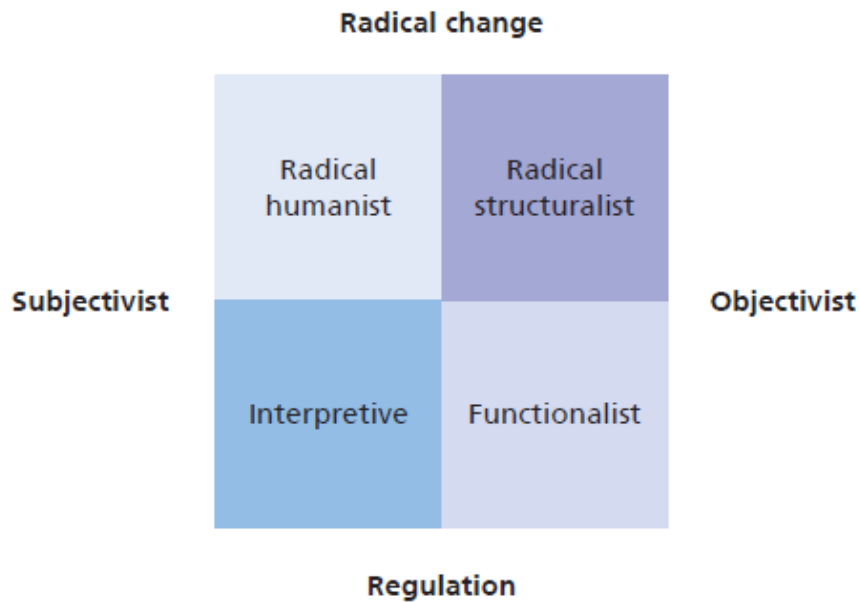 Radical change
Radical
humanist
Radical
structuralist
Subjectivist
Objectivist
Interpretive
Functionalist
Regulation